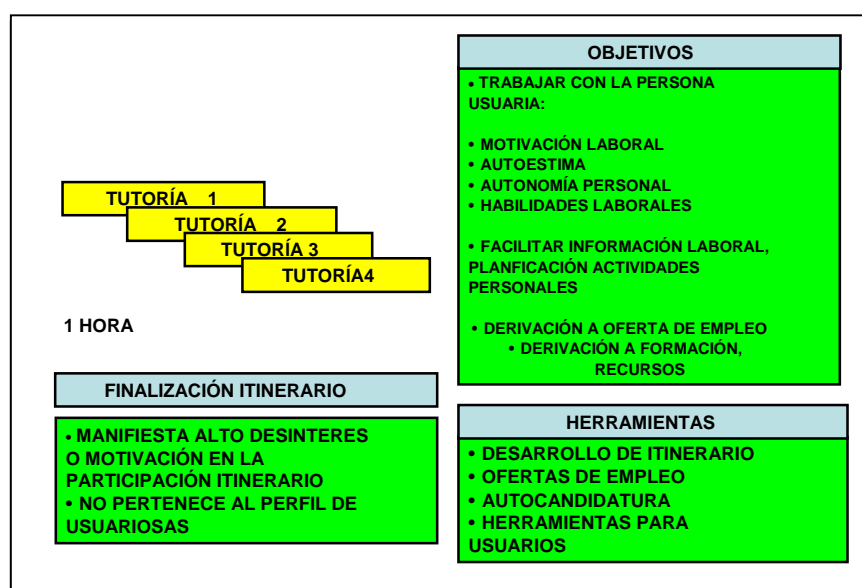 TUTORÍA 1
TUTORÍA 2
TUTORÍA 3
TUTORÍA4
1 HORA
FINALIZACIÓN ITINERARIO
• MANIFIESTA ALTO DESINTERES
O MOTIVACIÓN EN LA
PARTICIPACIÓN ITINERARIO
• NO PERTENECE AL PERFIL DE
USUARIOSAS
OBJETIVOS
• TRABAJAR CON LA PERSONA
USUARIA:
• MOTIVACIÓN LABORAL
• AUTOESTIMA
• AUTONOMÍA PERSONAL
• HABILIDADES LABORALES
• FACILITAR INFORMACIÓN LABORAL,
PLANFICACIÓN ACTIVIDADES
PERSONALES
• DERIVACIÓN A OFERTA DE EMPLEO
• DERIVACIÓN A FORMACIÓN,
RECURSOS
HERRAMIENTAS
• DESARROLLO DE ITINERARIO
• OFERTAS DE EMPLEO
• AUTOCANDIDATURA
• HERRAMIENTAS PARA
USUARIOS